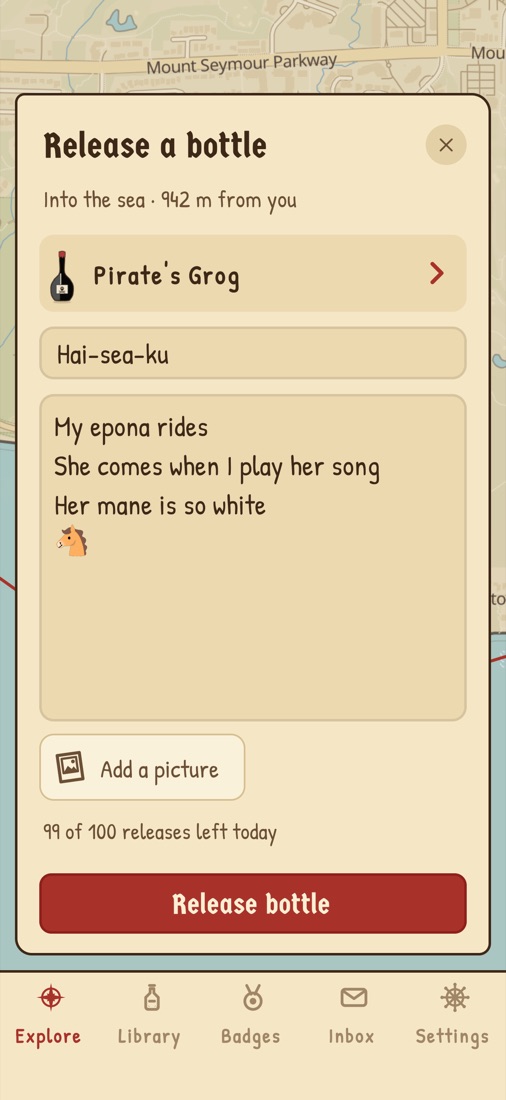 Mount Seymour Parkway
Mou
Release a bottle
Into the sea · 942 m from you
Pirate's Grog
Hai-sea-ku
My epona rides
She comes when I play her song
Her mane is so white
🐴
to
Add a picture
99 of 100 releases left today
Release bottle
Explore
Library
Badges
Inbox
Settings